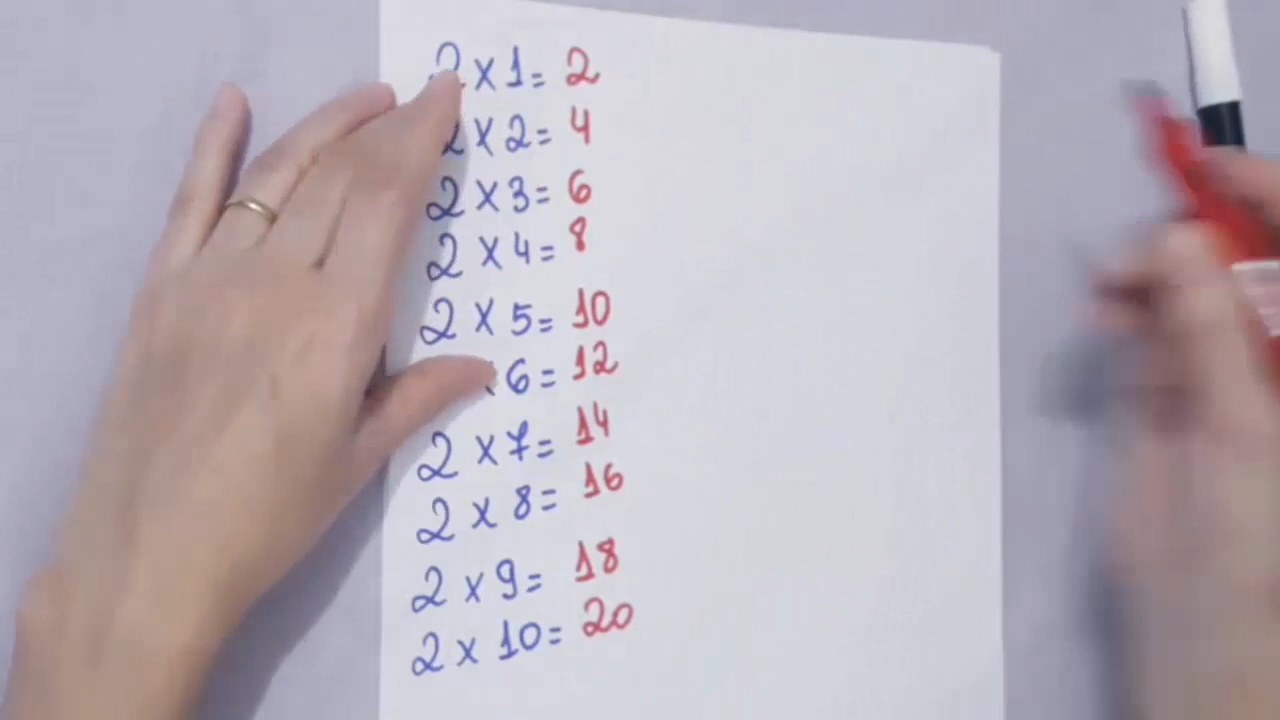 2 x 1 = 2
2 x 2 = 4
2 x 3 = 6
2 x 4 = 8
2 x 5 = 10
6 = 12
2 x 7 = 14
2 x 8 = 16
2 x 9 = 18
2 x 10 = 20